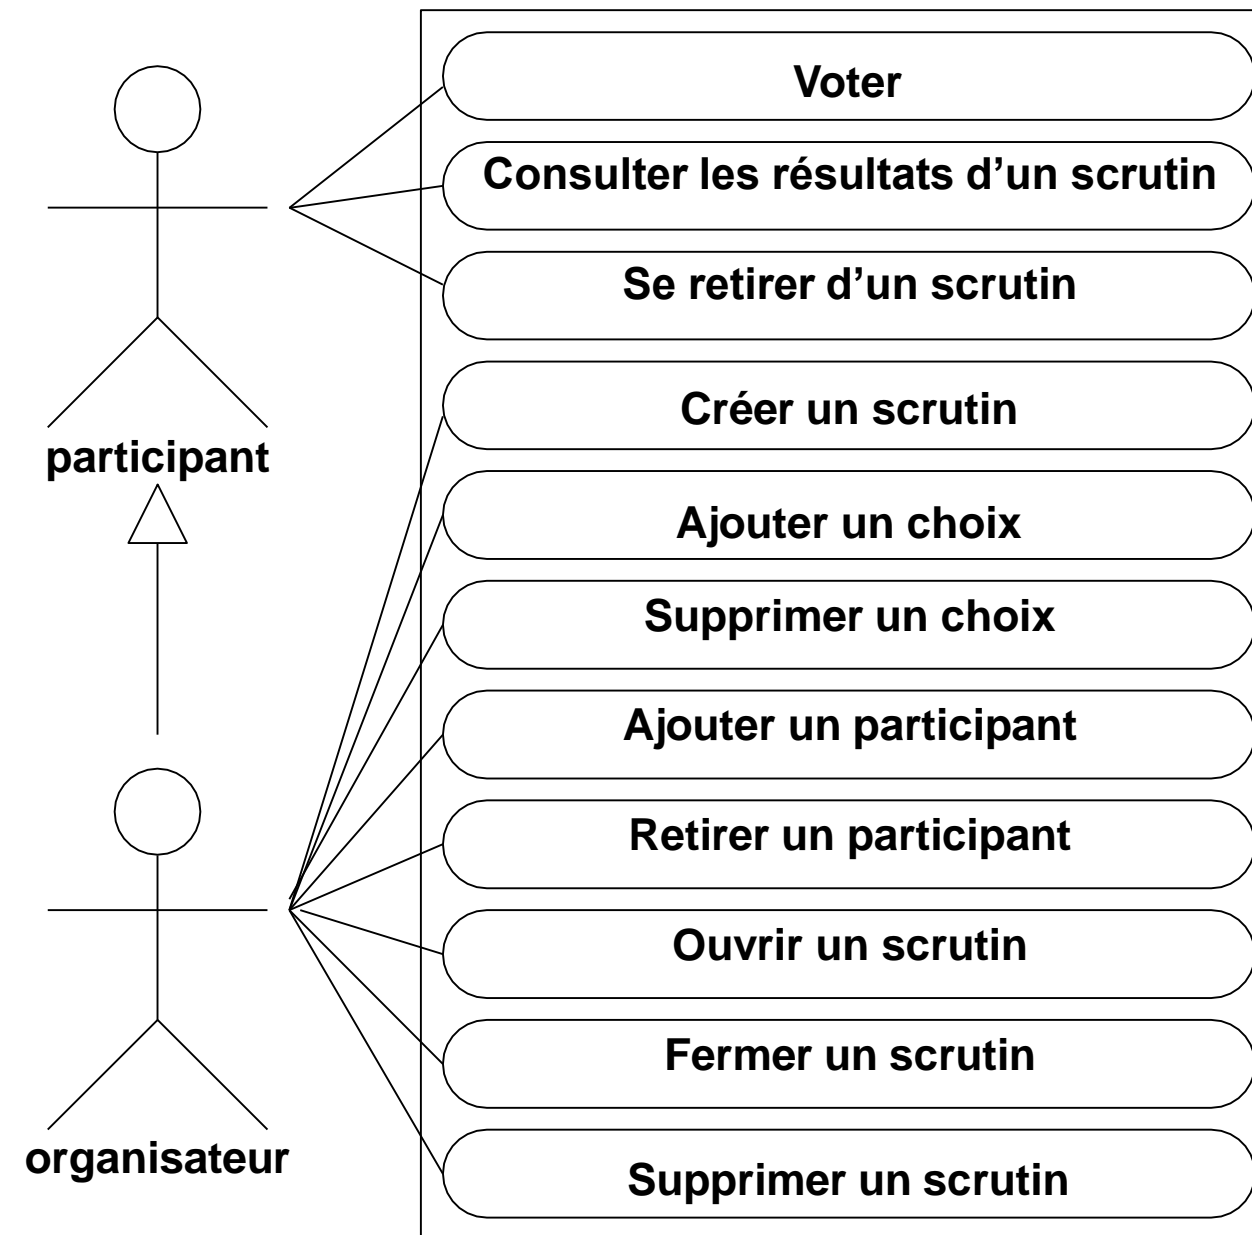 Voter
Consulter les résultats d’un scrutin
Se retirer d’un scrutin
Créer un scrutin
participant
Ajouter un choix
Supprimer un choix
Ajouter un participant
Retirer un participant
Ouvrir un scrutin
Fermer un scrutin
organisateur
Supprimer un scrutin